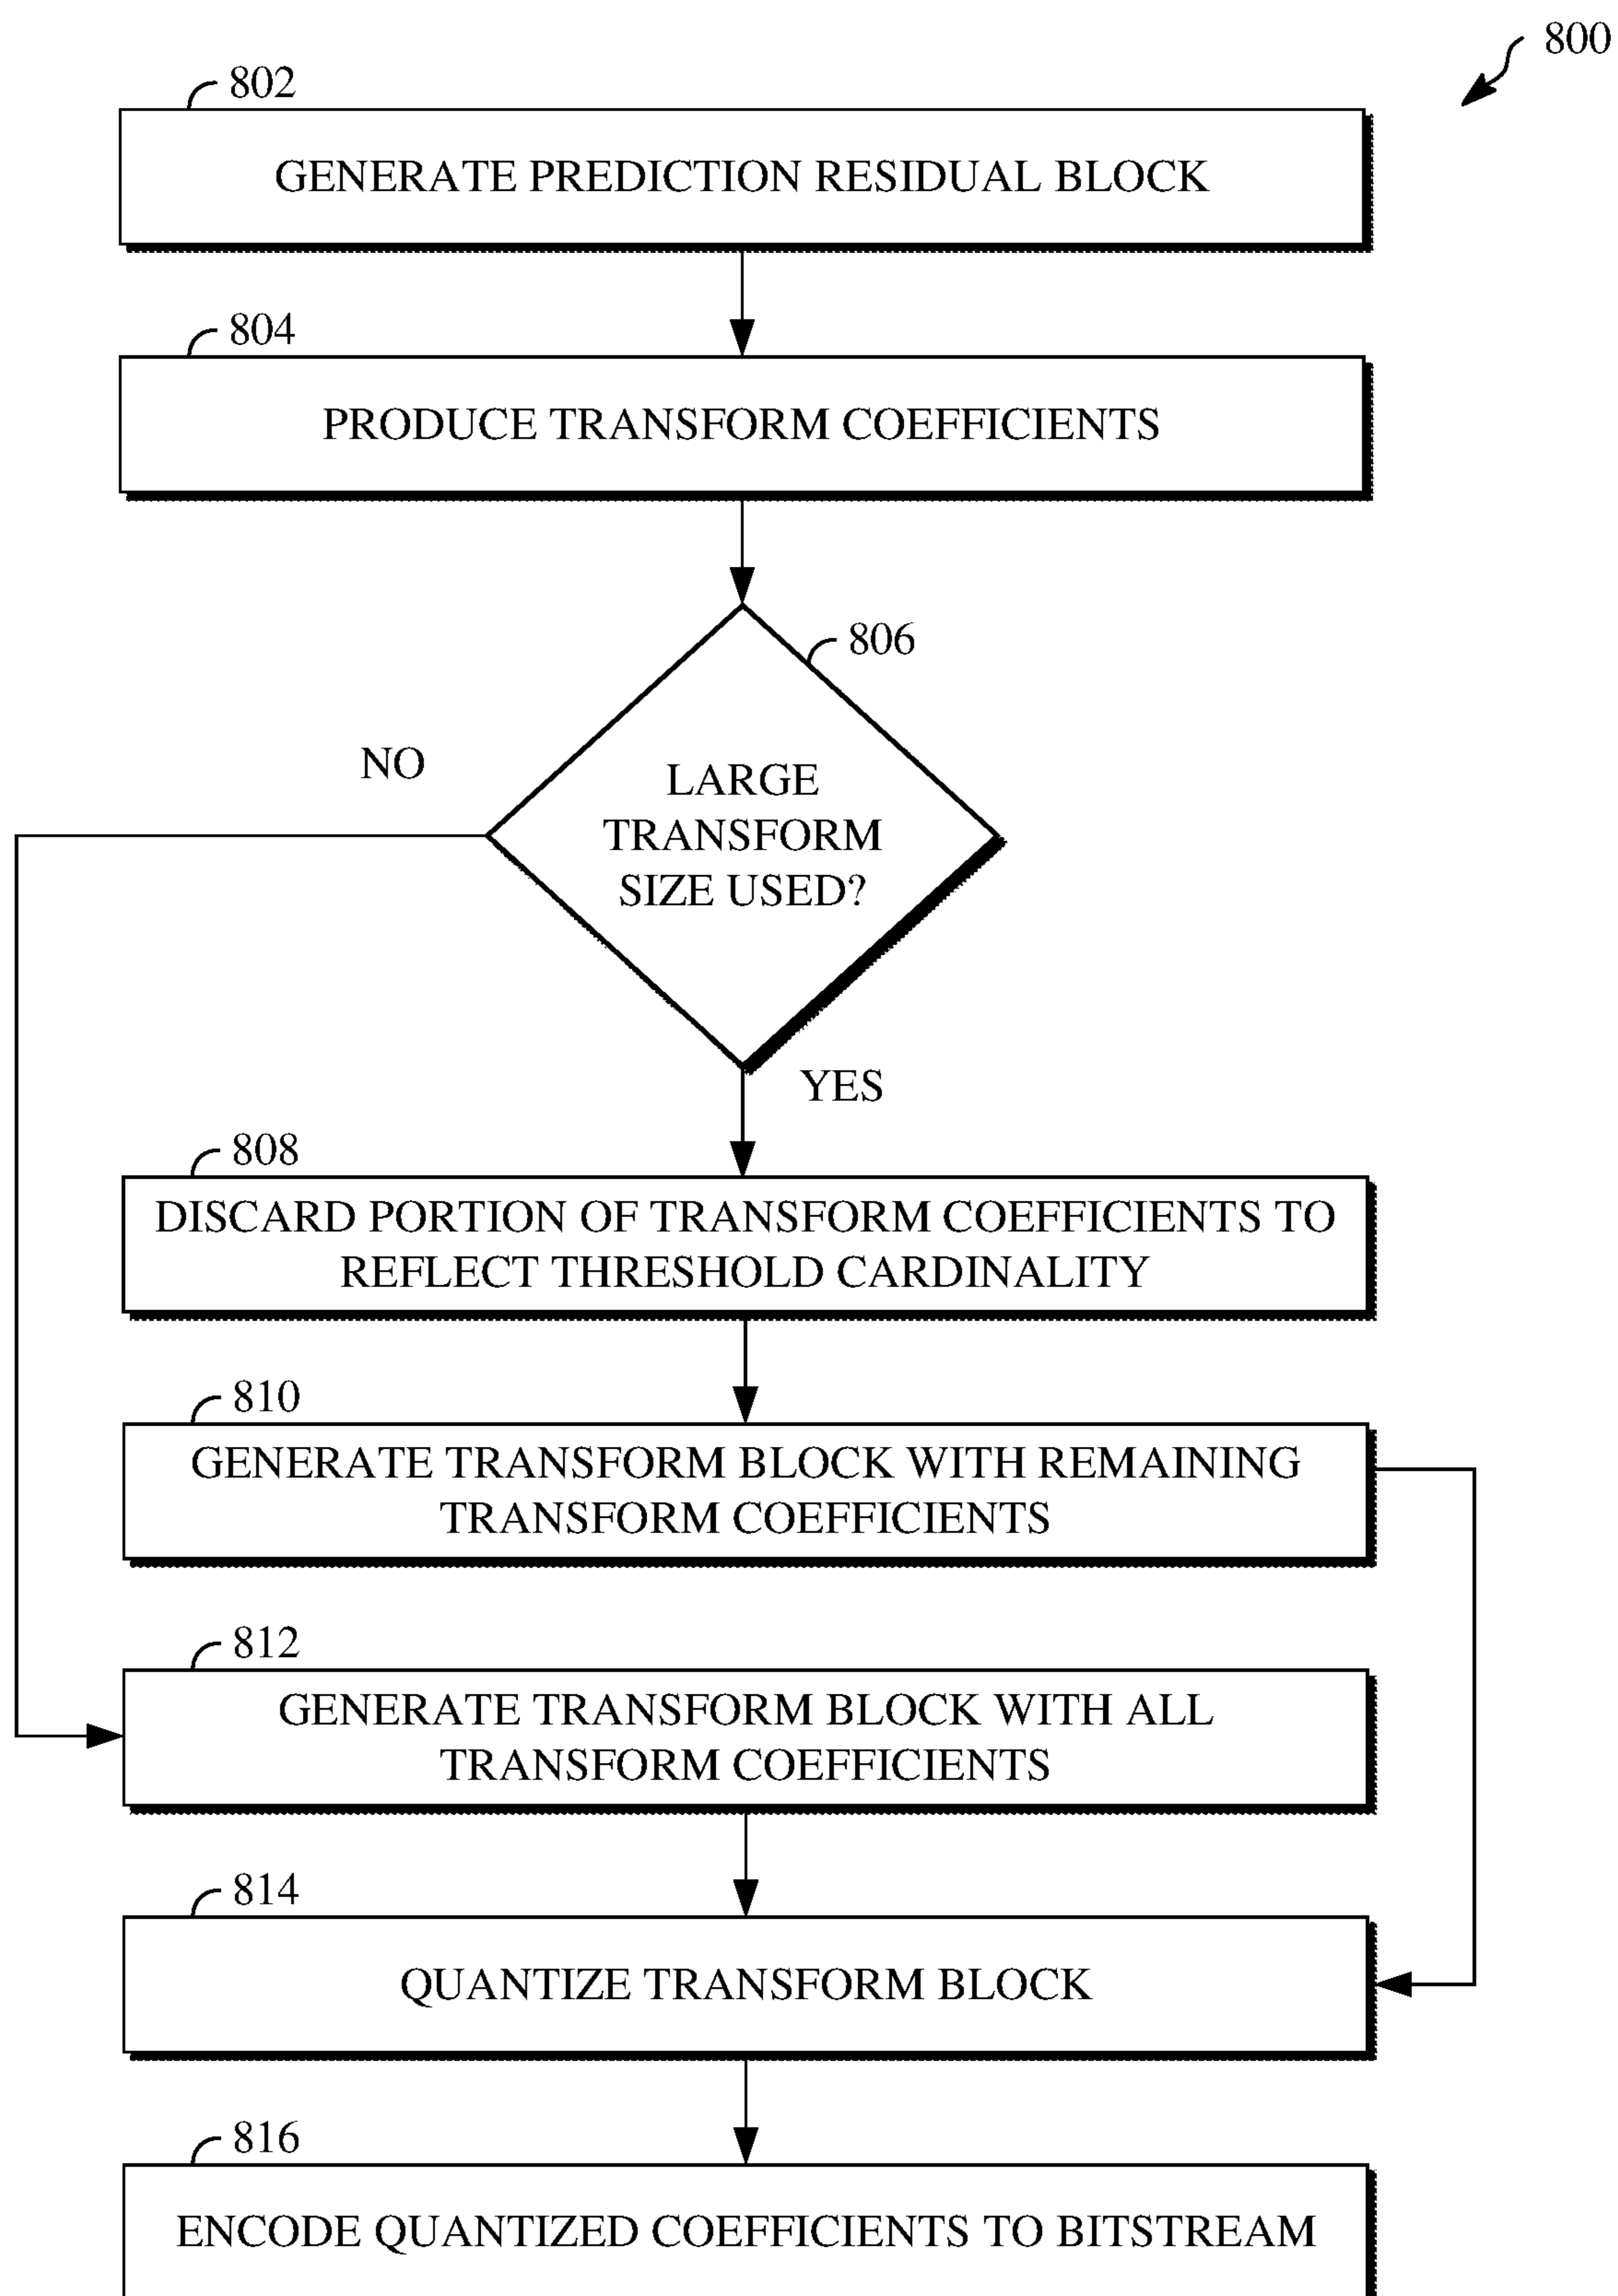 800
802
GENERATE PREDICTION RESIDUAL BLOCK
804
PRODUCE TRANSFORM COEFFICIENTS
806
NO
LARGE
TRANSFORM
SIZE USED?
YES
808
DISCARD PORTION OF TRANSFORM COEFFICIENTS TO
REFLECT THRESHOLD CARDINALITY
810
GENERATE TRANSFORM BLOCK WITH REMAINING
TRANSFORM COEFFICIENTS
812
GENERATE TRANSFORM BLOCK WITH ALL
TRANSFORM COEFFICIENTS
814
QUANTIZE TRANSFORM BLOCK
816
ENCODE QUANTIZED COEFFICIENTS TO BITSTREAM